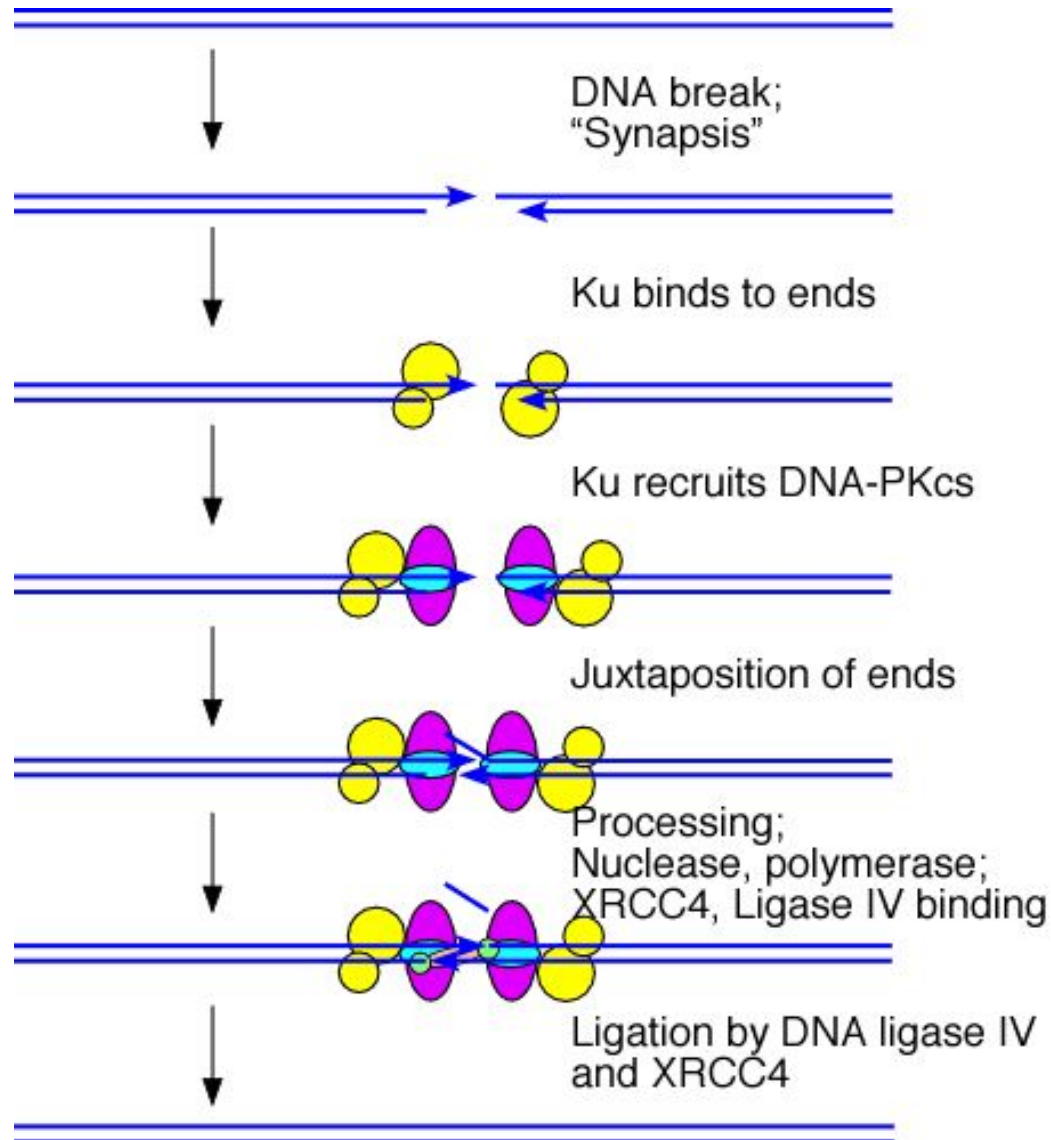 DNA break;
“Synapsis”
Ku binds to ends
Ku recruits DNA-PKcs
Juxtaposition of ends
Processing;
Nuclease, polymerase;
XRCC4, Ligase IV binding
Ligation by DNA ligase IV
and XRCC4